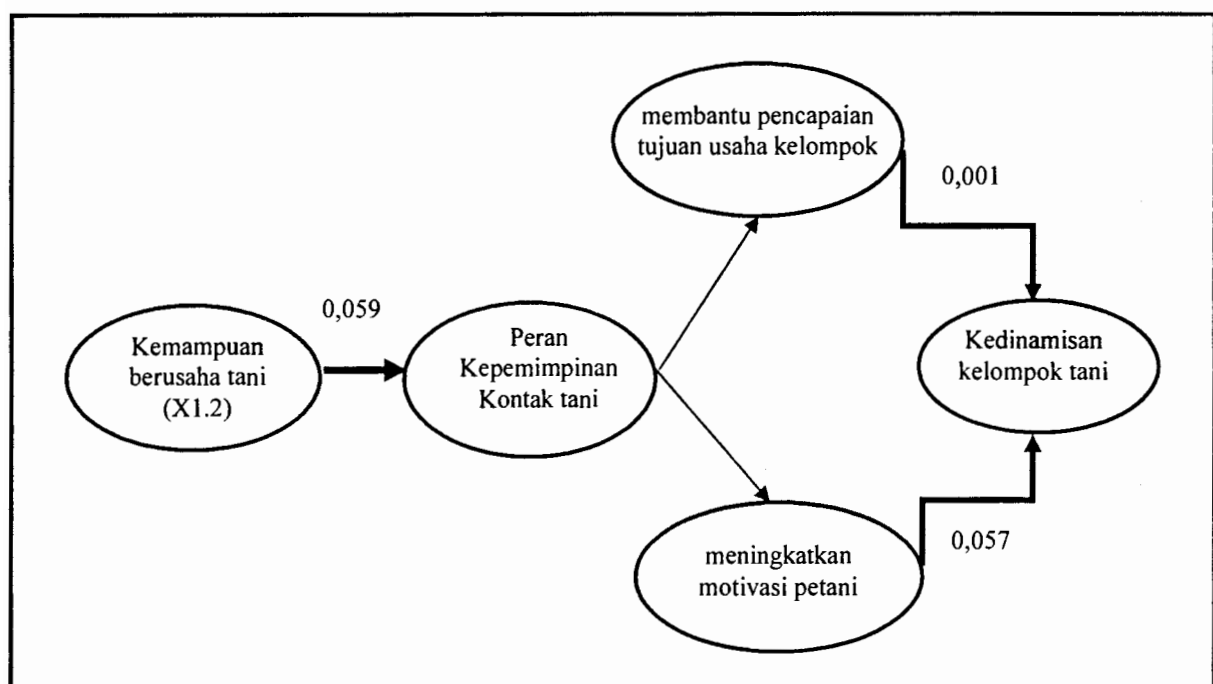 membantu pencapaian
tujuan usaha kelompok
0,001
0,059
Kemampuan
berusaha tani
(X1.2)
Peran
Kepemimpinan
Kontak tani
Kedinamisan
kelompok tani
meningkatkan
motivasi petani
0,057